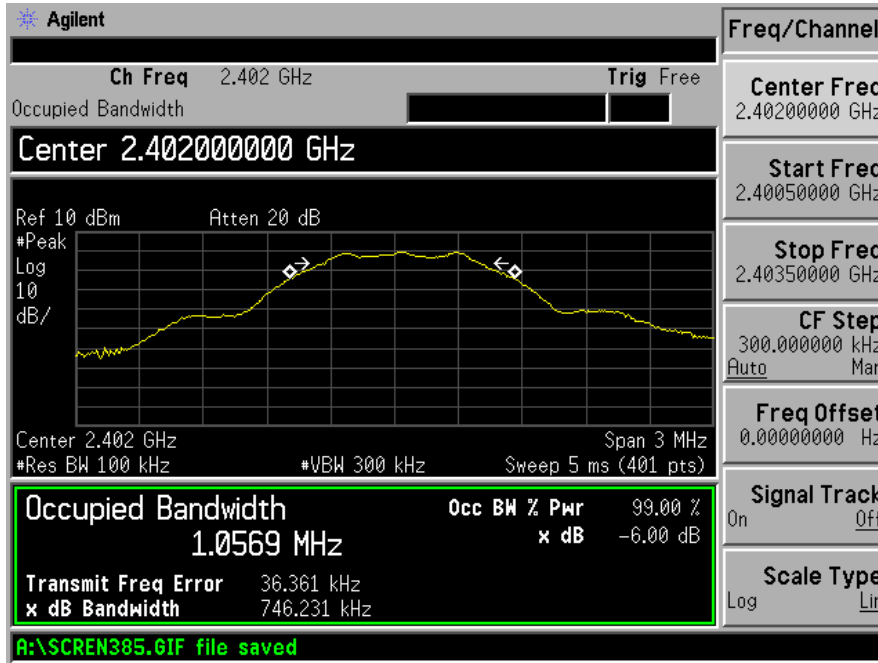 Agilent
Freq/Channel
Ch Freq 2.402 GHz Trig Free
Occupied Bandwidth
Center 2.402000000 GHz
Ref 10 dBm Atten 20 dB
#Peak
Log
10
dB/
Center 2.402 GHz Span 3 MHz
#Res BW 100 kHz #VBW 300 kHz Sweep 5 ms (401 pts)
Occupied Bandwidth
1.0569 MHz
Occ BW % Pwr 99.00 %
x dB -6.00 dB
Transmit Freq Error 36.361 kHz
x dB Bandwidth 746.231 kHz
A:\SCREN385.GIF file saved
Center Freq
2.40200000 GHz
Start Freq
2.40050000 GHz
Stop Freq
2.40350000 GHz
CF Step
300.000000 kHz
Auto Man
Freq Offset
0.00000000 Hz
Signal Track
On Off
Scale Type
Log Lin